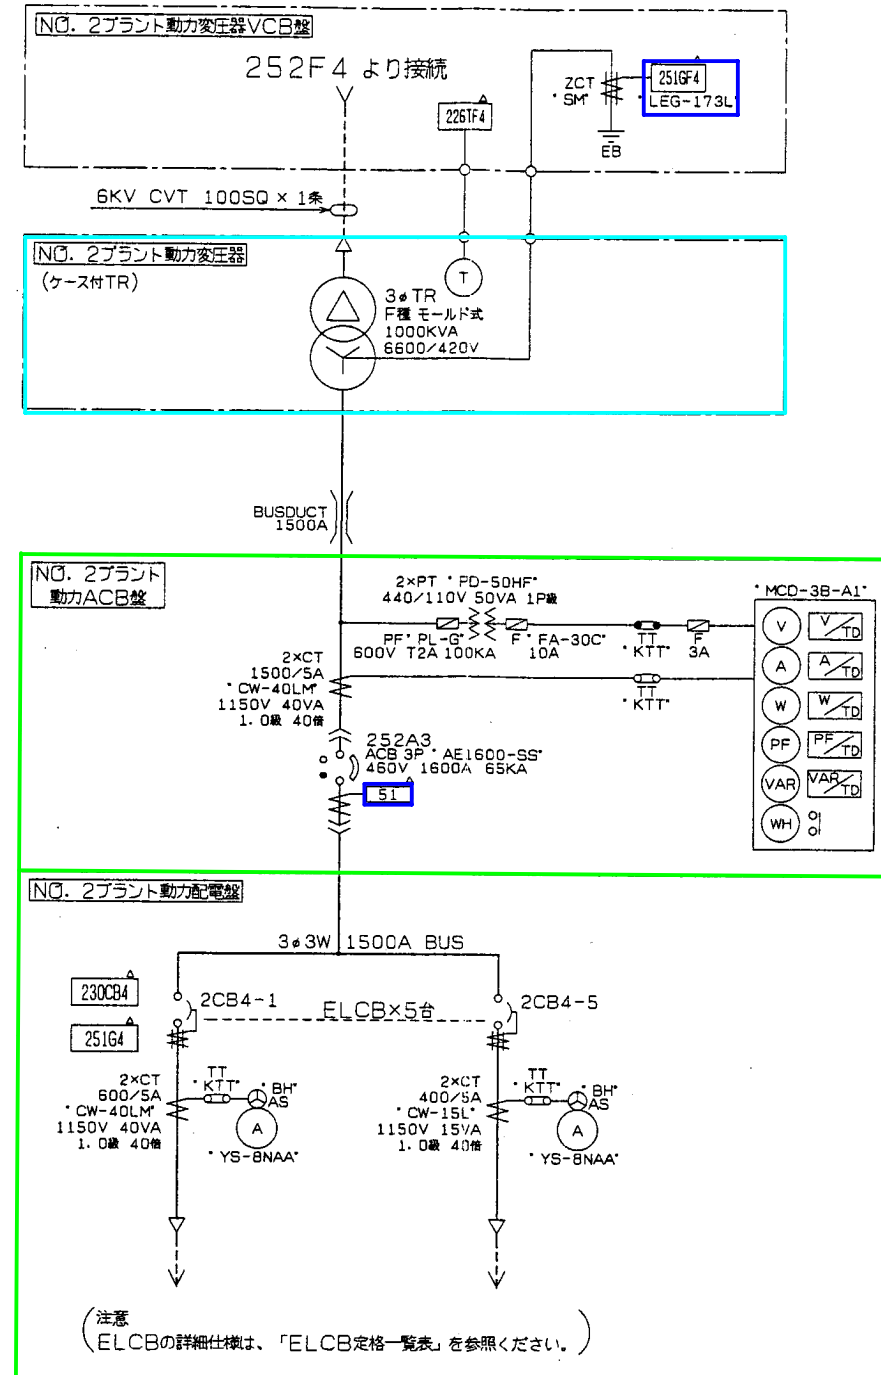 NO. 2プラント動力変圧器VCB盤
252F4 より接続
226TF4
ZCT
"SM"
251GF4
"LEG-173L"
EB
6KV CVT 100SQ × 1条
NO. 2プラント動力変圧器
(ケース付TR)
T
3φTR
F種 モールド式
1000KVA
6600/420V
BUSDUCT
1500A
NO. 2プラント
動力ACB盤
2×PT "PD-50HF"
440/110V 50VA 1P級
PF"PL-G"
600V T2A 100KA
F "FA-30C"
10A
TT
"KTT"
F
3A
"MCD-3B-A1"
V V/TD
A A/TD
W W/TD
PF PF/TD
VAR VAR/TD
WH
2×CT
1500/5A
"CW-40LM"
1150V 40VA
1.0級 40倍
TT
"KTT"
252A3
ACB 3P "AE1600-SS"
460V 1600A 65KA
51
NO. 2プラント動力配電盤
3φ3W 1500A BUS
230CB4
251G4
2CB4-1
ELCB×5台
2CB4-5
2×CT
600/5A
"CW-40LM"
1150V 40VA
1.0級 40倍
TT
"KTT"
"BH"
AS
A
"YS-8NAA"
2×CT
400/5A
"CW-15L"
1150V 15VA
1.0級 40倍
TT
"KTT"
"BH"
AS
A
"YS-8NAA"
注意
ELCBの詳細仕様は、「ELCB定格一覧表」を参照ください。